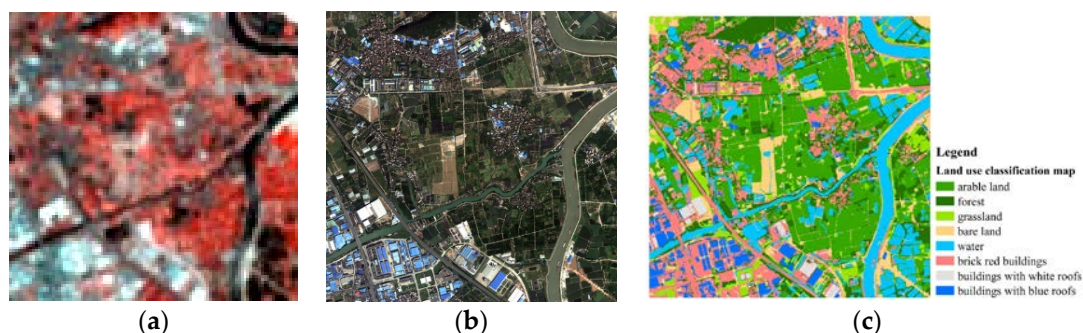 Legend
Land use classification map
arable land
forest
grassland
bare land
water
brick red buildings
buildings with white roofs
buildings with blue roofs
(a)
(b)
(c)